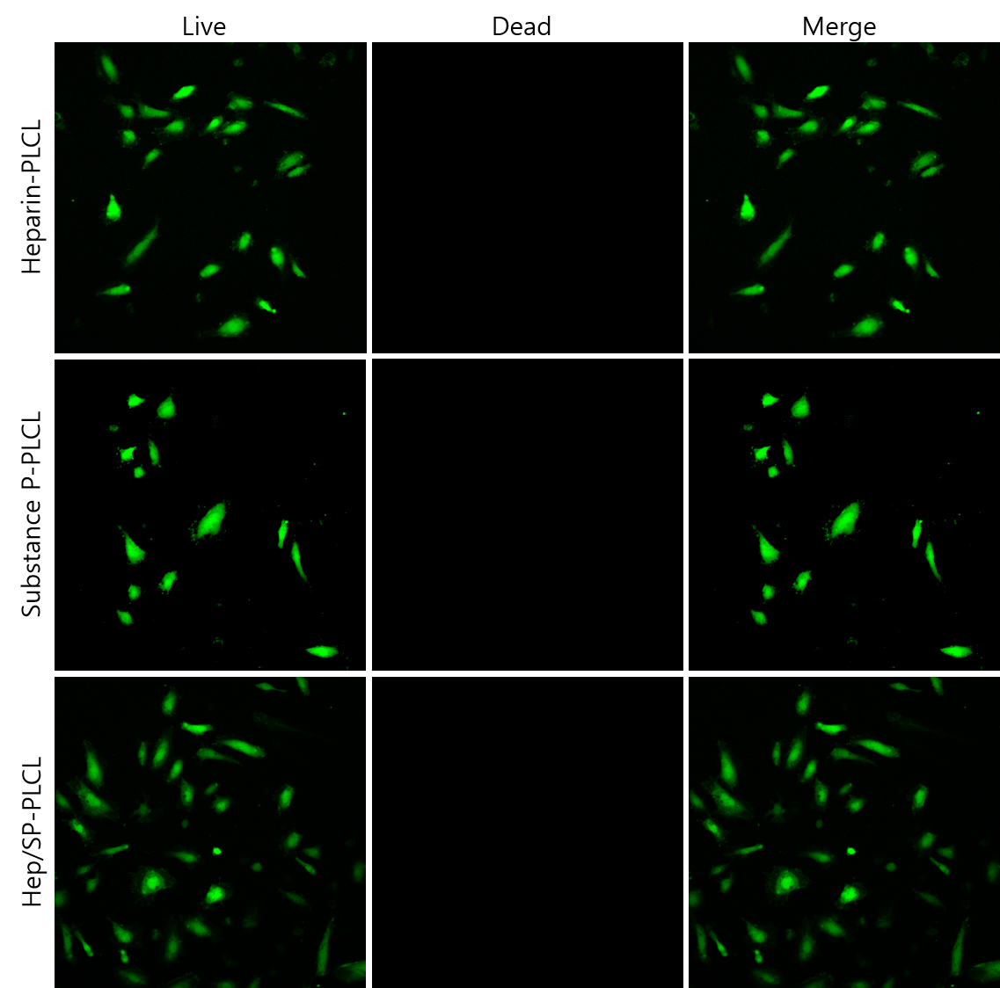 Live
Dead
Merge
Heparin-PLCL
Substance P-PLCL
Hep/SP-PLCL